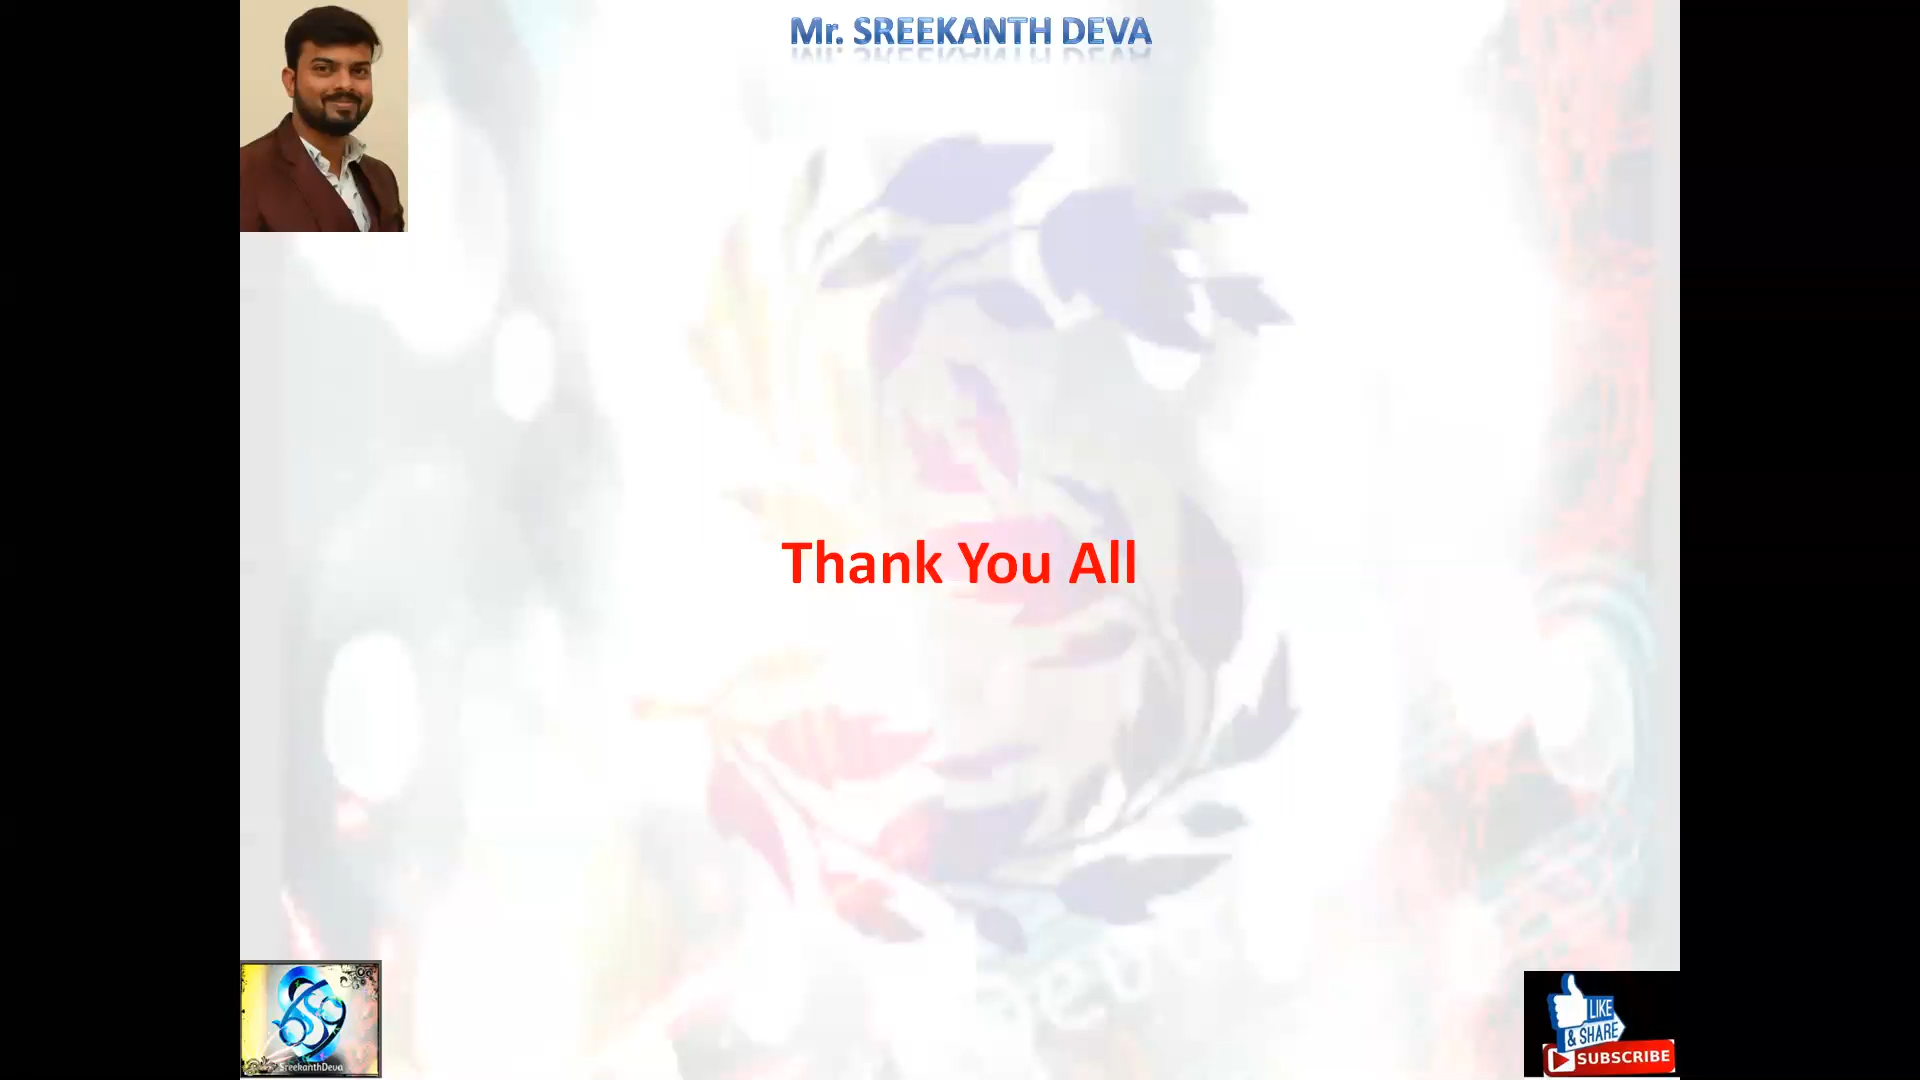 Mr. SREEKANTH DEVA
Thank You All
SreekanthDeva
LIKE
& SHARE
SUBSCRIBE